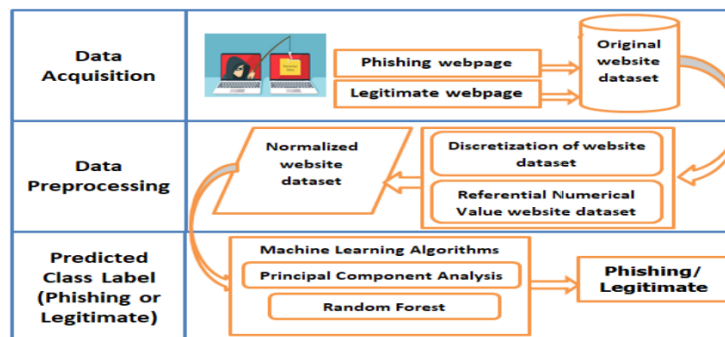 Data
Acquisition
Phishing webpage
Legitimate webpage
Original
website
dataset
Data
Preprocessing
Normalized
website
dataset
Discretization of website
dataset
Referential Numerical
Value website dataset
Predicted
Class Label
(Phishing or
Legitimate)
Machine Learning Algorithms
Principal Component Analysis
Random Forest
Phishing/
Legitimate